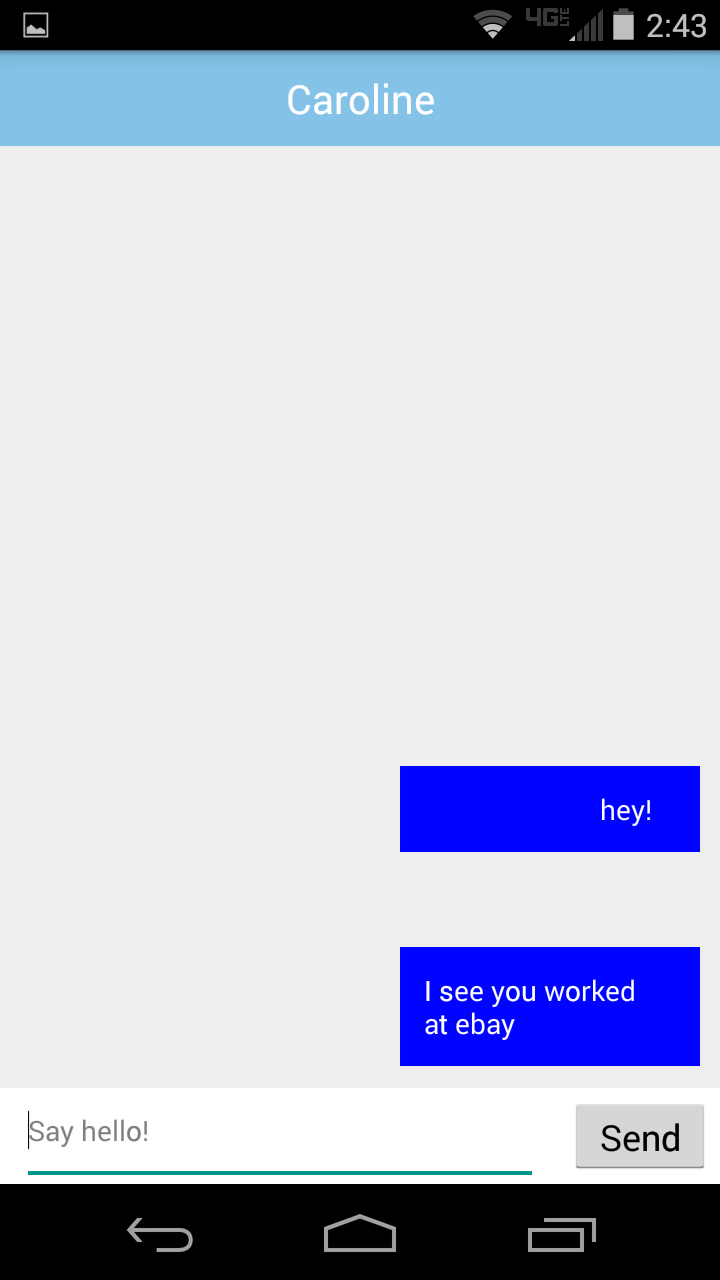 4G LTE 2:43
Caroline
hey!
I see you worked
at ebay
Say hello!
Send